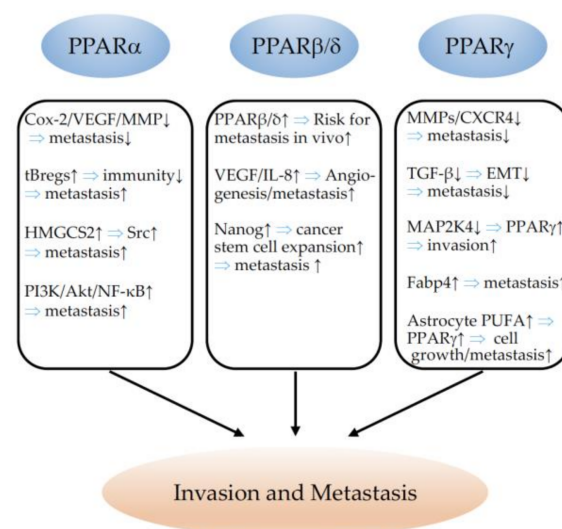 PPARα
PPARβ/δ
PPARγ
Cox-2/VEGF/MMP↓
⇒ metastasis↓
tBregs↑ ⇒ immunity↓
⇒ metastasis↑
HMGCS2↑ ⇒ Src↑
⇒ metastasis↑
PI3K/Akt/NF-κB↑
⇒ metastasis↑
PPARβ/δ↑ ⇒ Risk for
metastasis in vivo↑
VEGF/IL-8↑ ⇒ Angio-
genesis/metastasis↑
Nanog↑ ⇒ cancer
stem cell expansion↑
⇒ metastasis ↑
MMPs/CXCR4↓
⇒ metastasis↓
TGF-β↓ ⇒ EMT↓
⇒ metastasis↓
MAP2K4↓ ⇒ PPARγ↑
⇒ invasion↑
Fabp4↑ ⇒ metastasis↑
Astrocyte PUFA↑ ⇒
PPARγ↑ ⇒ cell
growth/metastasis↑
Invasion and Metastasis